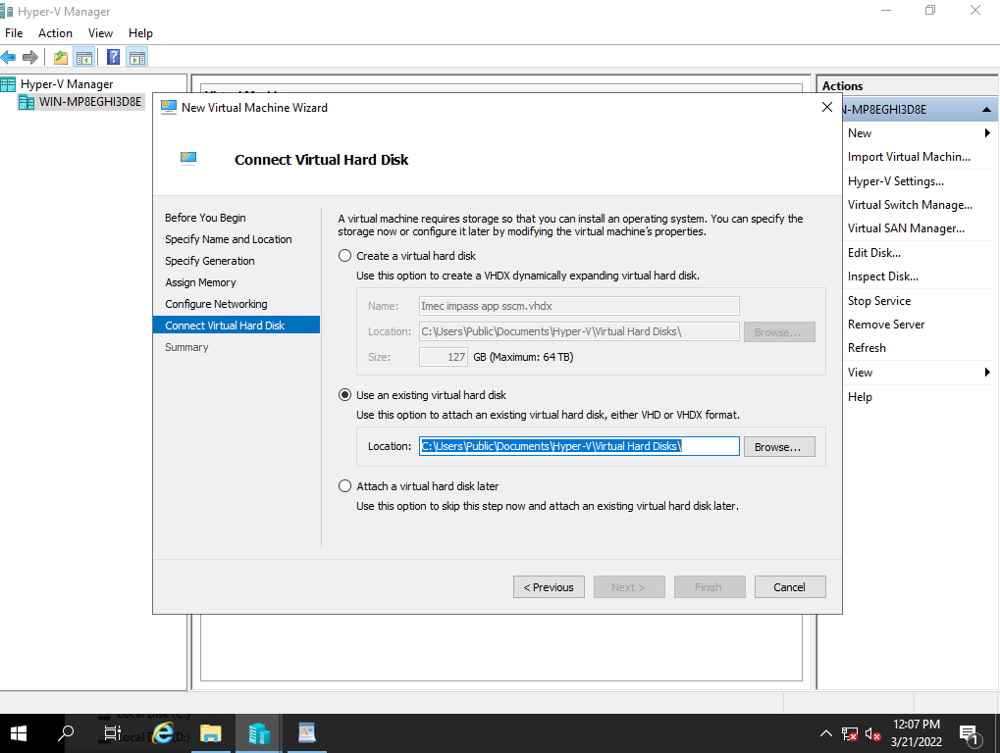 Hyper-V Manager
File Action View Help
Hyper-V Manager
WIN-MP8EGHI3D8E
New Virtual Machine Wizard
Connect Virtual Hard Disk
Before You Begin
Specify Name and Location
Specify Generation
Assign Memory
Configure Networking
Connect Virtual Hard Disk
Summary
A virtual machine requires storage so that you can install an operating system. You can specify the
storage now or configure it later by modifying the virtual machine's properties.
Create a virtual hard disk
Use this option to create a VHDX dynamically expanding virtual hard disk.
Name: Imec impass app sscm.vhdx
Location: C:\Users\Public\Documents\Hyper-V\Virtual Hard Disks\ Browse...
Size: 127 GB (Maximum: 64 TB)
Use an existing virtual hard disk
Use this option to attach an existing virtual hard disk, either VHD or VHDX format.
Location: C:\Users\Public\Documents\Hyper-V\Virtual Hard Disks\ Browse...
Attach a virtual hard disk later
Use this option to skip this step now and attach an existing virtual hard disk later.
< Previous Next > Finish Cancel
Actions
N-MP8EGHI3D8E
New
Import Virtual Machin...
Hyper-V Settings...
Virtual Switch Manage...
Virtual SAN Manager...
Edit Disk...
Inspect Disk...
Stop Service
Remove Server
Refresh
View
Help
12:07 PM
3/21/2022
1